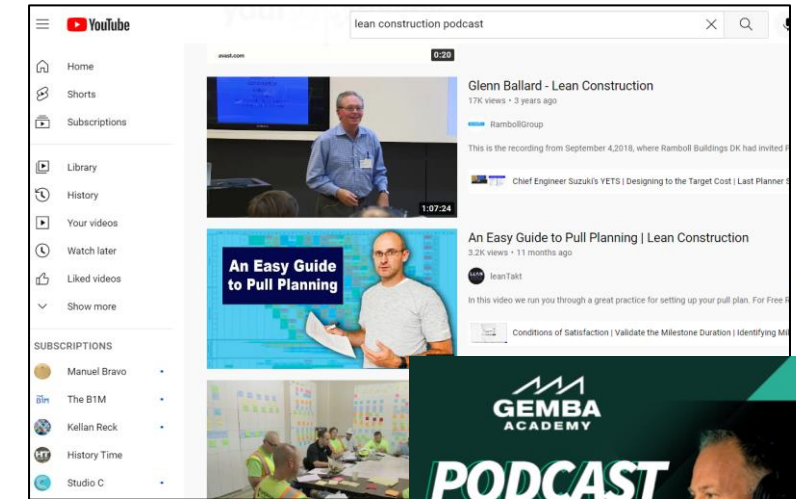 YouTube
lean construction podcast
Home
Shorts
Subscriptions
Library
History
Your videos
Watch later
Liked videos
Show more
SUBSCRIPTIONS
Manuel Bravo
The B1M
Kellan Reck
History Time
Studio C
avast.com
0:20
1:07:24
Glenn Ballard - Lean Construction
17K views • 3 years ago
RambollGroup
This is the recording from September 4,2018, where Ramboll Buildings DK had invited
Chief Engineer Suzuki's YETS | Designing to the Target Cost | Last Planner
An Easy Guide
to Pull Planning
An Easy Guide to Pull Planning | Lean Construction
3.2K views • 11 months ago
leanTakt
In this video we run you through a great practice for setting up your pull plan. For Free
Conditions of Satisfaction | Validate the Milestone Duration | Identifying
GEMBA
ACADEMY
PODCAST